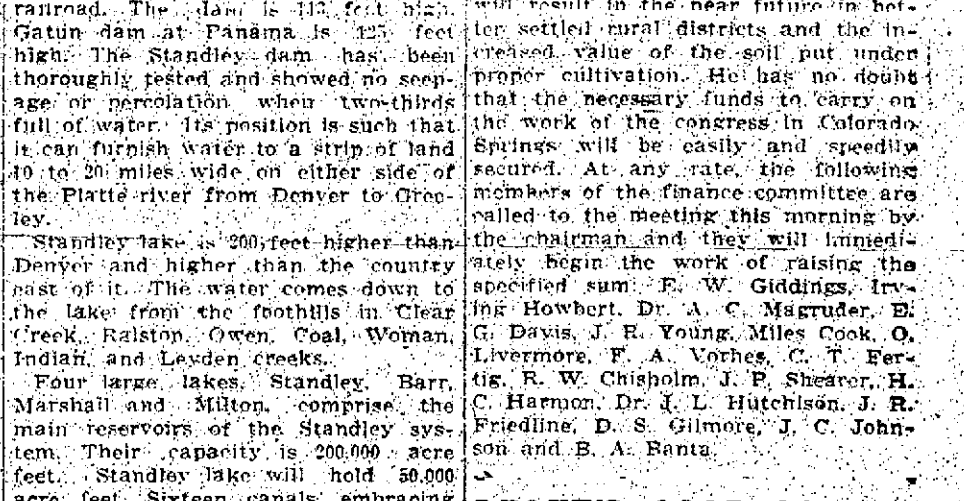 railroad. The dam is 113 feet high.
Gatun dam at Panama is 125 feet
high. The Standley dam has been
thoroughly tested and showed no seep-
age or percolation when two-thirds
full of water. Its position is such that
it can furnish water to a strip of land
10 to 20 miles wide on either side of
the Platte river from Denver to Gree-
ley.
Standley lake is 200 feet higher than
Denver and higher than the country
east of it. The water comes down to
the lake from the foothills in Clear
Creek, Ralston, Owen, Coal, Woman,
Indian, and Leyden creeks.
Four large lakes, Standley, Barr,
Marshall and Milton, comprise the
main reservoirs of the Standley sys-
tem. Their capacity is 200,000 acre
feet. Standley lake will hold 50,000
acre feet. Sixteen canals embracing
will result in the near future in bet-
ter settled rural districts and the in-
creased value of the soil put under
proper cultivation. He has no doubt
that the necessary funds to carry on
the work of the congress in Colorado
Springs will be easily and speedily
secured. At any rate, the following
members of the finance committee are
called to the meeting this morning by
the chairman and they will immedi-
ately begin the work of raising the
specified sum: E. W. Giddings, Irv-
ing Howbert, Dr. A. C. Magruder, E.
G. Davis, J. R. Young, Miles Cook, O.
Livermore, F. A. Vorhes, C. T. Fer-
tig, R. W. Chisholm, J. P. Shearer, H.
C. Harmon, Dr. J. L. Hutchison, J. R.
Friedline, D. S. Gilmore, J. C. John-
son and B. A. Banta.